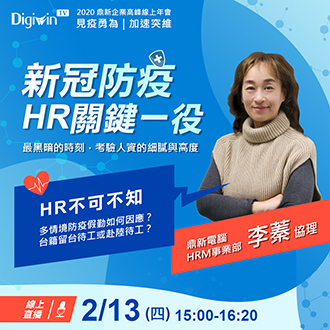 Digiwin TV
2020 鼎新企業高峰線上年會
見疫勇為 | 加速突維
新冠防疫
HR關鍵一役
最黑暗的時刻．考驗人資的細膩與高度
HR不可不知
多情境防疫假勤如何因應？
台籍留台待工或赴陸待工？
鼎新電腦
HRM事業部
李蓁 協理
線上
直播
2/13 (四) 15:00-16:20